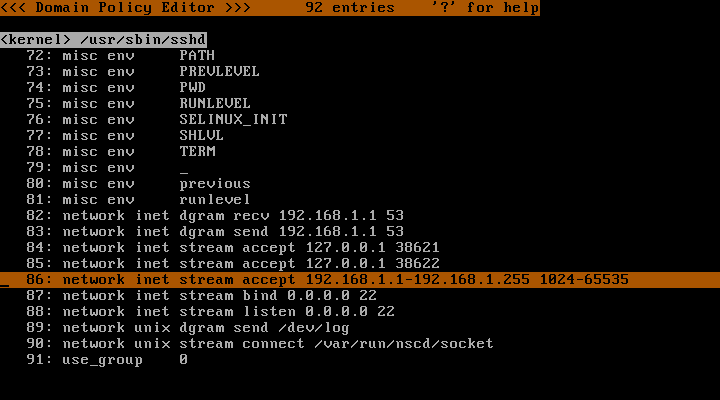 <<< Domain Policy Editor >>>      92 entries    '?' for help
<kernel> /usr/sbin/sshd
72: misc env     PATH
73: misc env     PREVLEVEL
74: misc env     PWD
75: misc env     RUNLEVEL
76: misc env     SELINUX_INIT
77: misc env     SHLVL
78: misc env     TERM
79: misc env     _
80: misc env     previous
81: misc env     runlevel
82: network inet dgram recv 192.168.1.1 53
83: network inet dgram send 192.168.1.1 53
84: network inet stream accept 127.0.0.1 38621
85: network inet stream accept 127.0.0.1 38622
86: network inet stream accept 192.168.1.1-192.168.1.255 1024-65535
87: network inet stream bind 0.0.0.0 22
88: network inet stream listen 0.0.0.0 22
89: network unix dgram send /dev/log
90: network unix stream connect /var/run/nscd/socket
91: use_group    0